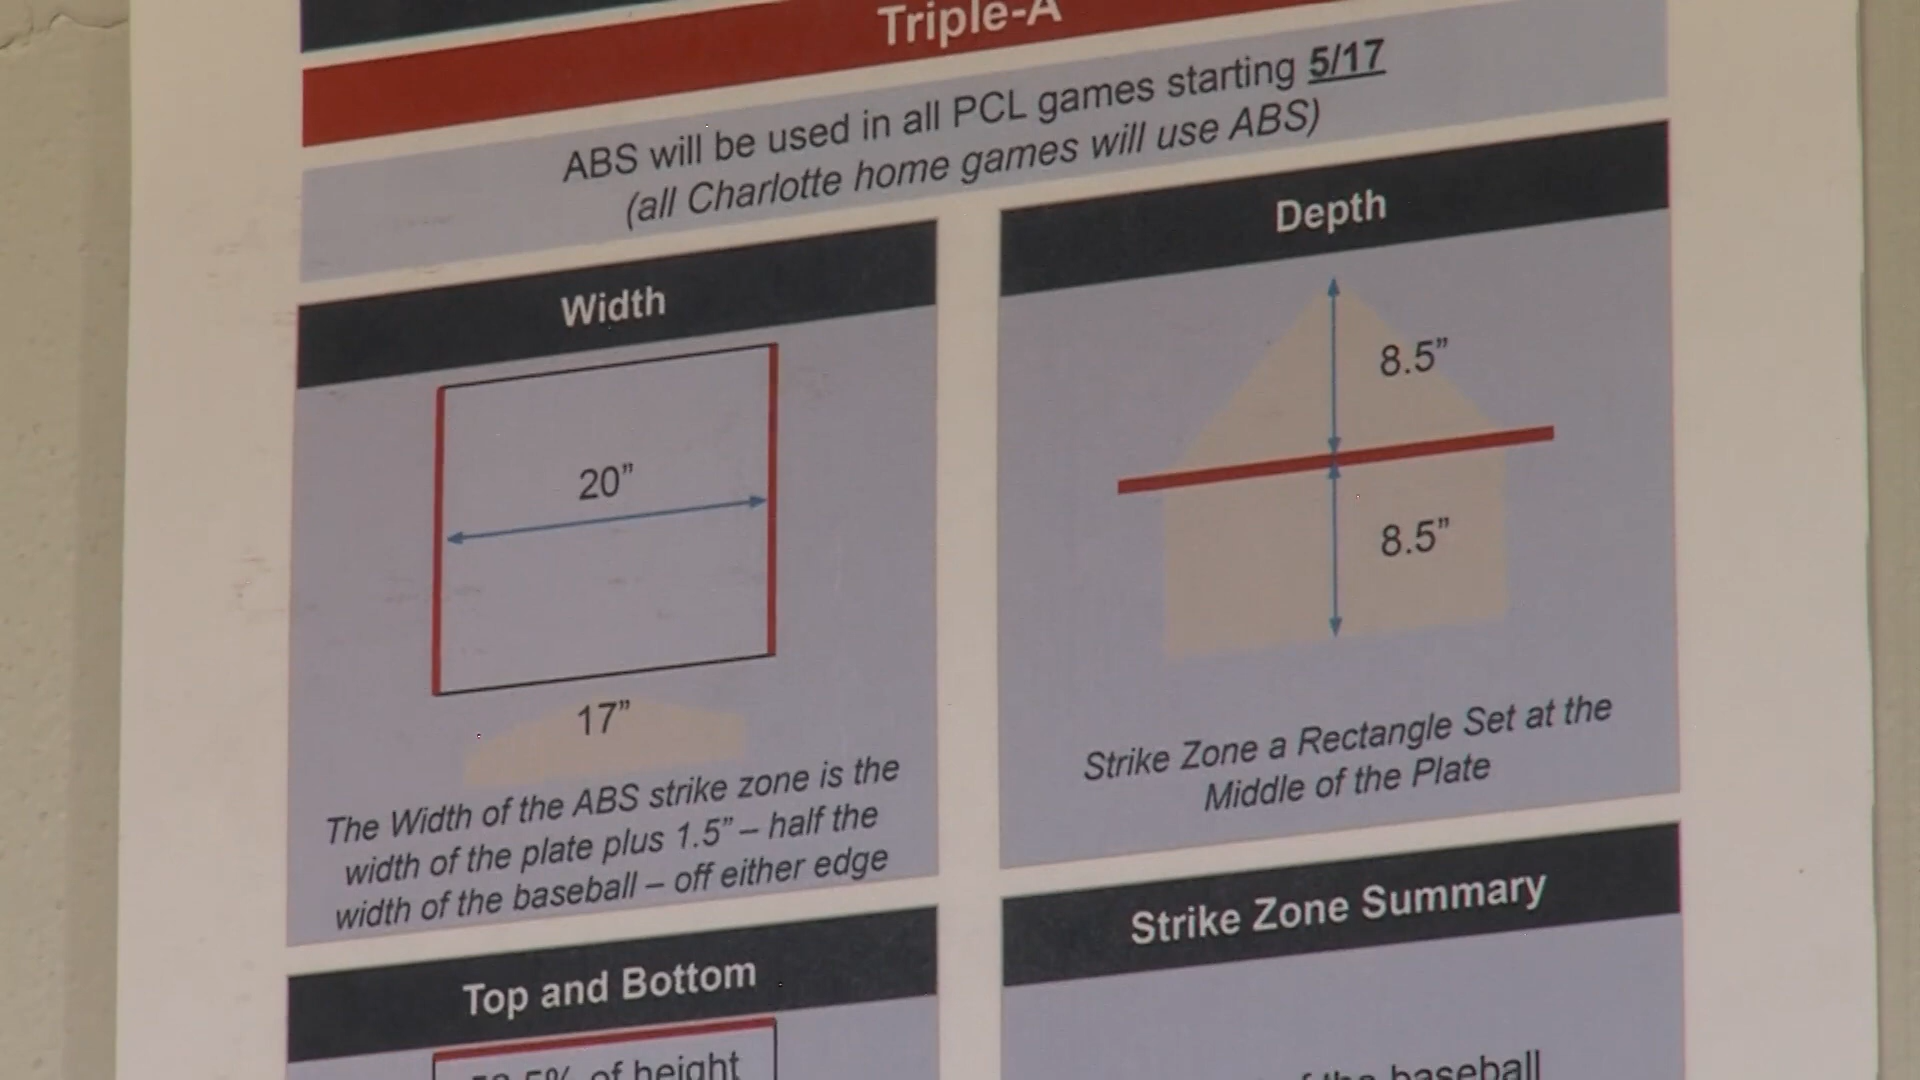 Triple-A
ABS will be used in all PCL games starting 5/17
(all Charlotte home games will use ABS)
Width
20”
17”
The Width of the ABS strike zone is the
width of the plate plus 1.5” – half the
width of the baseball – off either edge
Depth
8.5”
8.5”
Strike Zone a Rectangle Set at the
Middle of the Plate
Top and Bottom
of height
Strike Zone Summary
the baseball